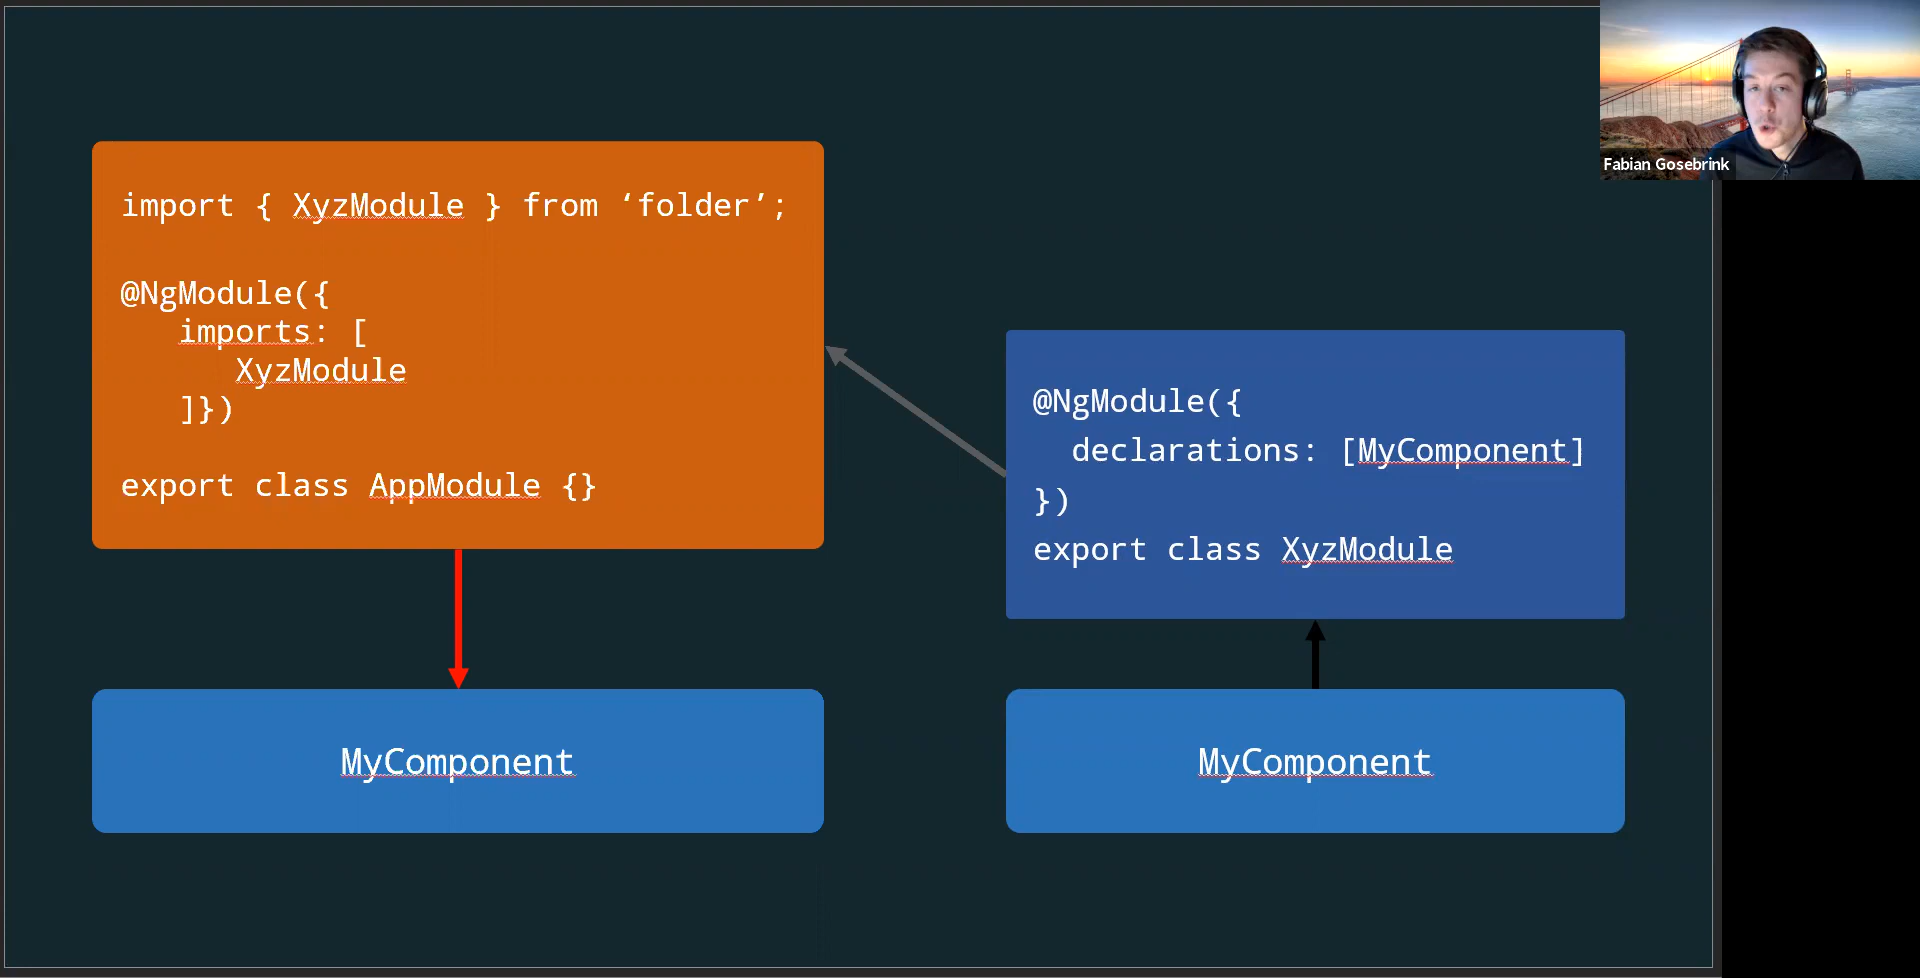 import { XyzModule } from ‘folder’;
@NgModule({
imports: [
XyzModule
]})
export class AppModule {}
MyComponent
@NgModule({
declarations: [MyComponent]
})
export class XyzModule
MyComponent
Fabian Gosebrink